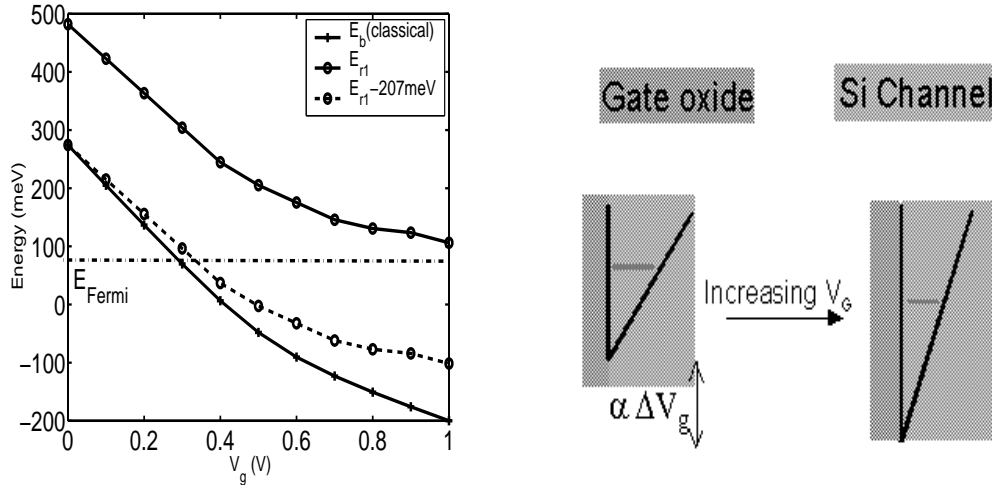 500
400
300
200
100
0
−100
−200
Energy (meV)
0
0.2
0.4
0.6
0.8
1
V_g (V)
E_b(classical)
E_r1
E_r1−207meV
E_Fermi
Gate oxide
Si Channel
Increasing V_G
α ΔV_g